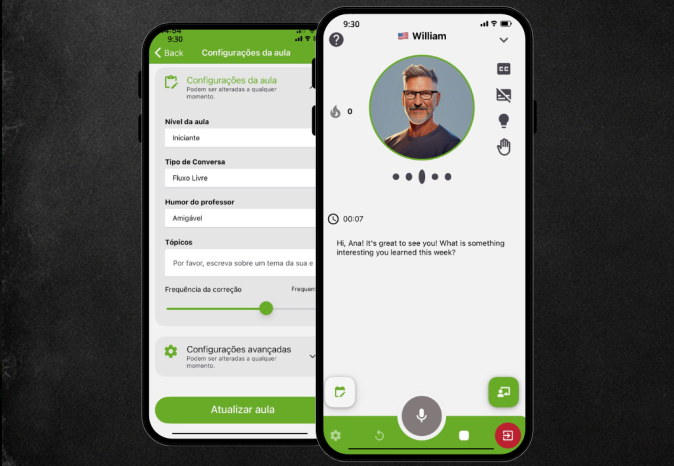 9:30
Back
Configurações da aula
Configurações da aula
Podem ser alteradas a qualquer
momento.
Nível da aula
Iniciante
Tipo de Conversa
Fluxo Livre
Humor do professor
Amigável
Tópicos
Por favor, escreva sobre um tema da sua e
Frequência da correção
Configurações avançadas
Podem ser alteradas a qualquer
momento.
Atualizar aula
9:30
?
William
CC
0
00:07
Hi, Ana! It's great to see you! What is something
interesting you learned this week?